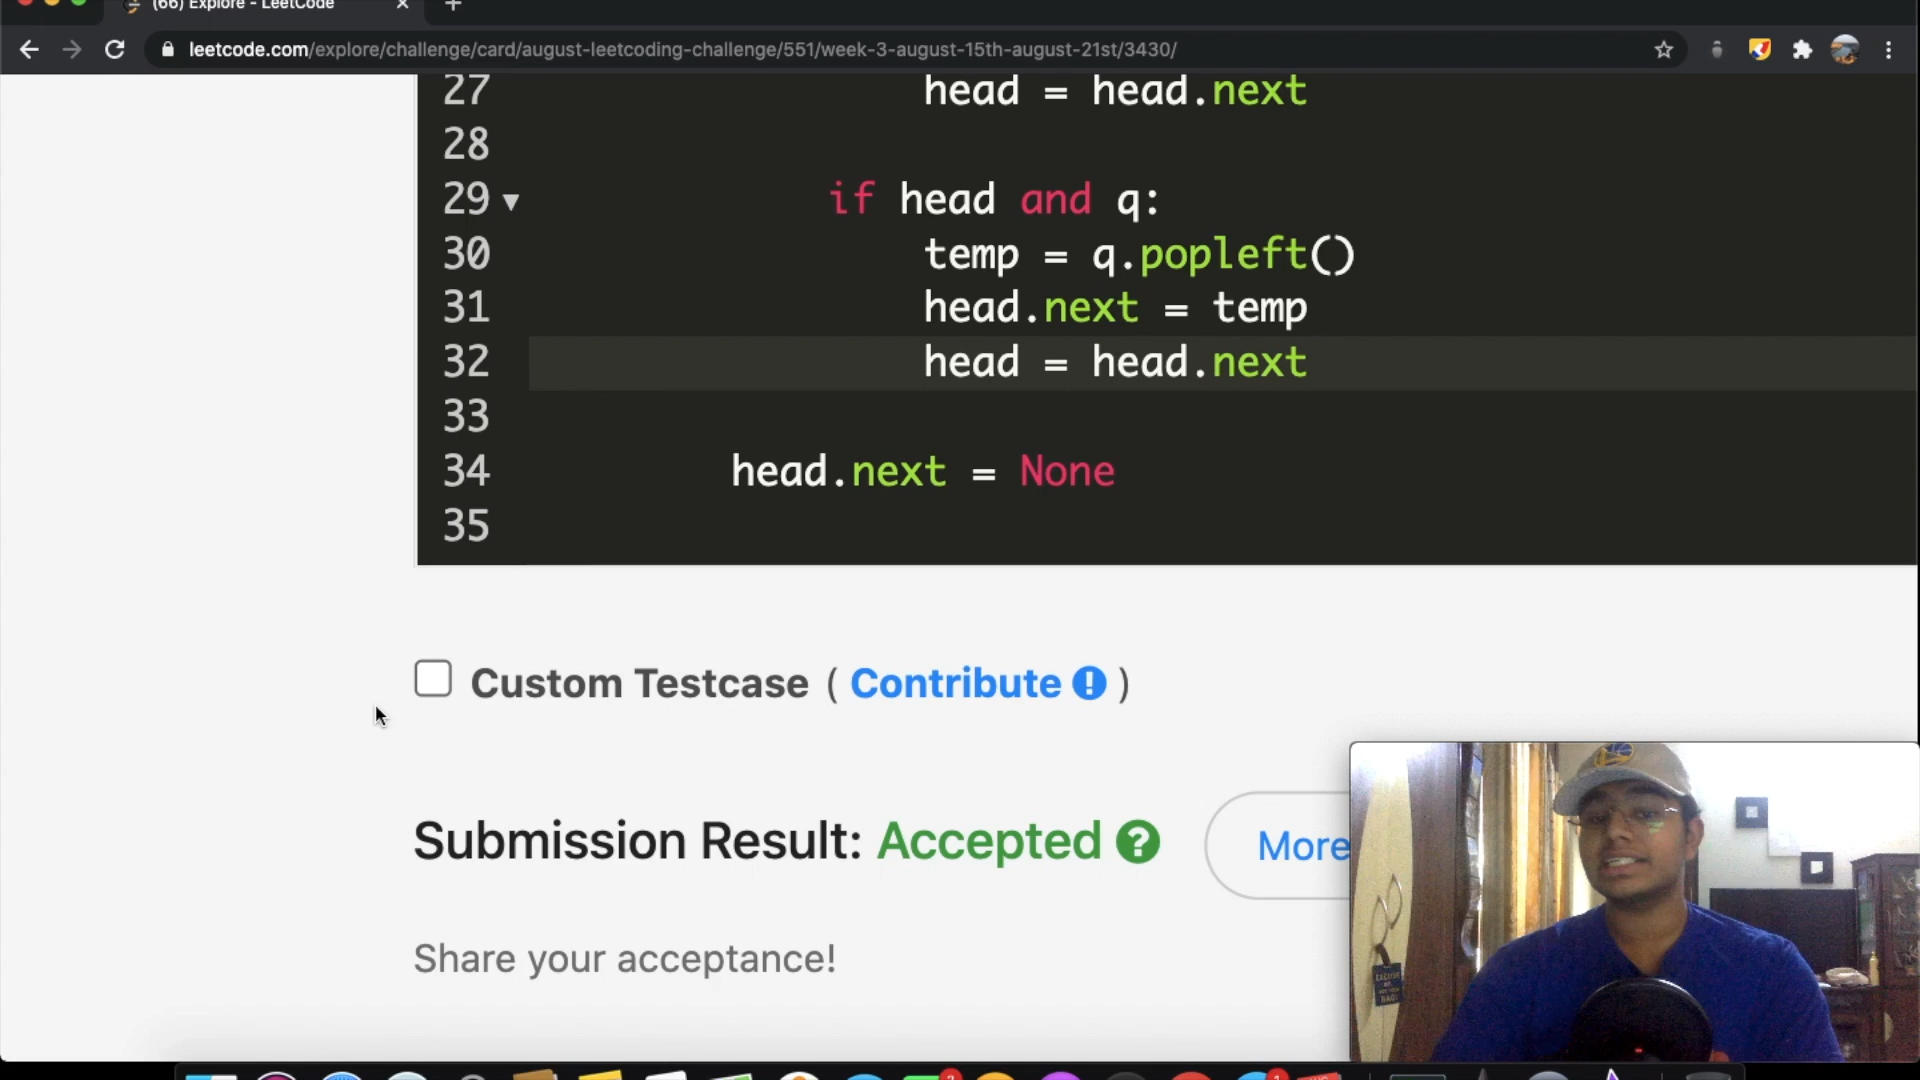 (66) Explore - LeetCode
leetcode.com/explore/challenge/card/august-leetcoding-challenge/551/week-3-august-15th-august-21st/3430/
27 head = head.next
28
29 if head and q:
30 temp = q.popleft()
31 head.next = temp
32 head = head.next
33
34 head.next = None
35
Custom Testcase ( Contribute )
Submission Result: Accepted ?
More
Share your acceptance!